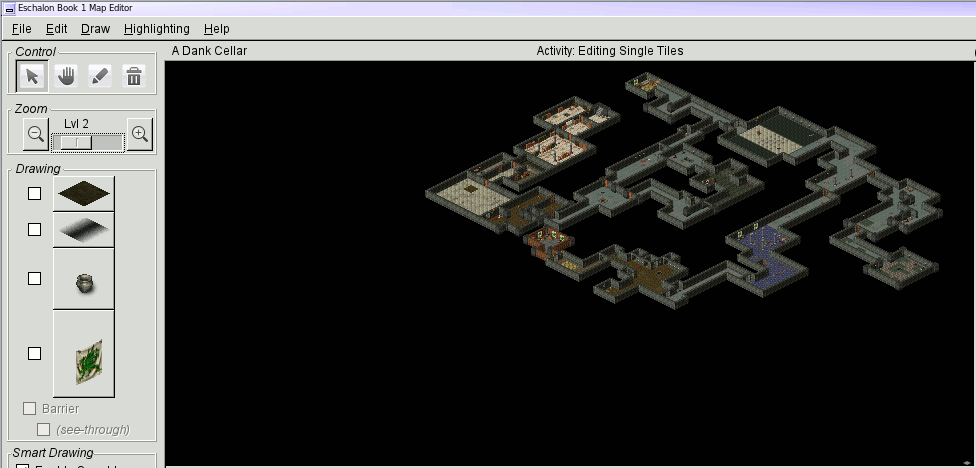 Eschalon Book 1 Map Editor
File Edit Draw Highlighting Help
Control
A Dank Cellar
Activity: Editing Single Tiles
Zoom
Lvl 2
Drawing
Barrier
(see-through)
Smart Drawing